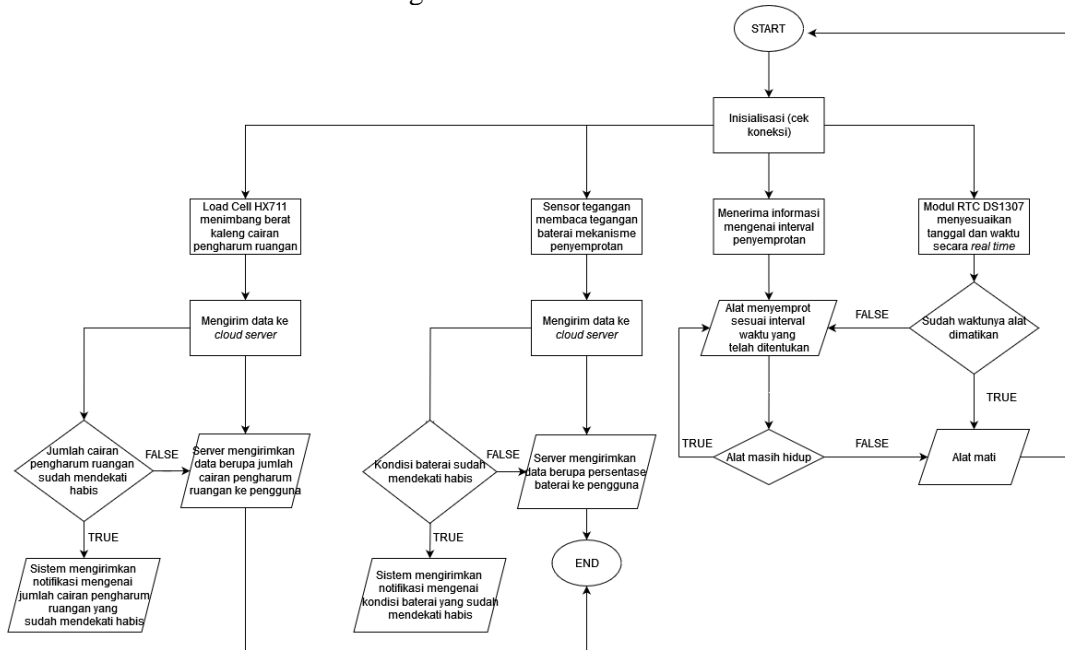 START
Inisialisasi (cek
koneksi)
Load Cell HX711
menimbang berat
kaleng cairan
pengharum ruangan
Sensor tegangan
membaca tegangan
baterai mekanisme
penyemprotan
Menerima informasi
mengenai interval
penyemprotan
Modul RTC DS1307
menyesuaikan
tanggal dan waktu
secara real time
Mengirim data ke
cloud server
Mengirim data ke
cloud server
Alat menyemprot
sesuai interval
waktu yang
telah ditentukan
FALSE
Sudah waktunya alat
dimatikan
TRUE
Jumlah cairan
pengharum ruangan
sudah mendekati
habis
FALSE
Server mengirimkan
data berupa jumlah
cairan pengharum
ruangan ke pengguna
Kondisi baterai sudah
mendekati habis
FALSE
Server mengirimkan
data berupa persentase
baterai ke pengguna
TRUE
Alat masih hidup
FALSE
Alat mati
TRUE
TRUE
Sistem mengirimkan
notifikasi mengenai
jumlah cairan pengharum
ruangan yang
sudah mendekati habis
Sistem mengirimkan
notifikasi mengenai
kondisi baterai yang sudah
mendekati habis
END